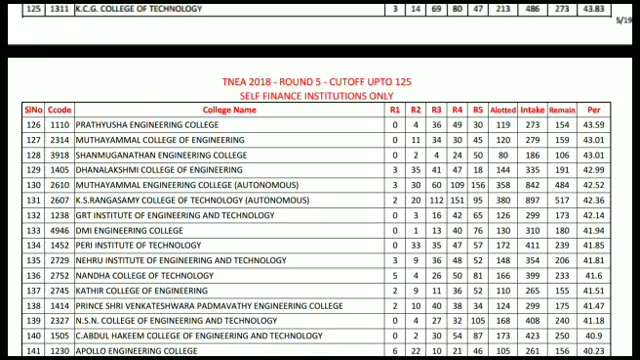 125 1311 K.C.G. COLLEGE OF TECHNOLOGY 3 14 69 80 47 213 486 273 43.83
5/19
TNEA 2018 - ROUND 5 - CUTOFF UPTO 125
SELF FINANCE INSTITUTIONS ONLY
SlNo Ccode College Name R1 R2 R3 R4 R5 Alotted Intake Remain Per
126 1110 PRATHYUSHA ENGINEERING COLLEGE 0 4 36 49 30 119 273 154 43.59
127 2314 MUTHAYAMMAL COLLEGE OF ENGINEERING 0 11 34 30 45 120 279 159 43.01
128 3918 SHANMUGANATHAN ENGINEERING COLLEGE 0 2 4 24 50 80 186 106 43.01
129 1405 DHANALAKSHMI COLLEGE OF ENGINEERING 3 35 41 47 18 144 335 191 42.99
130 2610 MUTHAYAMMAL ENGINEERING COLLEGE (AUTONOMOUS) 3 30 60 109 156 358 842 484 42.52
131 2607 K.S.RANGASAMY COLLEGE OF TECHNOLOGY (AUTONOMOUS) 2 20 112 151 95 380 897 517 42.36
132 1238 GRT INSTITUTE OF ENGINEERING AND TECHNOLOGY 0 3 16 42 65 126 299 173 42.14
133 4946 DMI ENGINEERING COLLEGE 0 1 13 40 76 130 310 180 41.94
134 1452 PERI INSTITUTE OF TECHNOLOGY 0 33 35 47 57 172 411 239 41.85
135 2729 NEHRU INSTITUTE OF ENGINEERING AND TECHNOLOGY 3 9 36 48 52 148 354 206 41.81
136 2752 NANDHA COLLEGE OF TECHNOLOGY 5 4 26 50 81 166 399 233 41.6
137 2745 KATHIR COLLEGE OF ENGINEERING 2 9 11 36 52 110 265 155 41.51
138 1414 PRINCE SHRI VENKATESHWARA PADMAVATHY ENGINEERING COLLEGE 2 10 40 38 34 124 299 175 41.47
139 2327 N.S.N. COLLEGE OF ENGINEERING AND TECHNOLOGY 0 4 27 32 105 168 408 240 41.18
140 1505 C.ABDUL HAKEEM COLLEGE OF ENGINEERING AND TECHNOLOGY 0 2 30 54 87 173 423 250 40.9
141 1230 APOLLO ENGINEERING COLLEGE 6 22 10 21 46 105 261 156 40.23